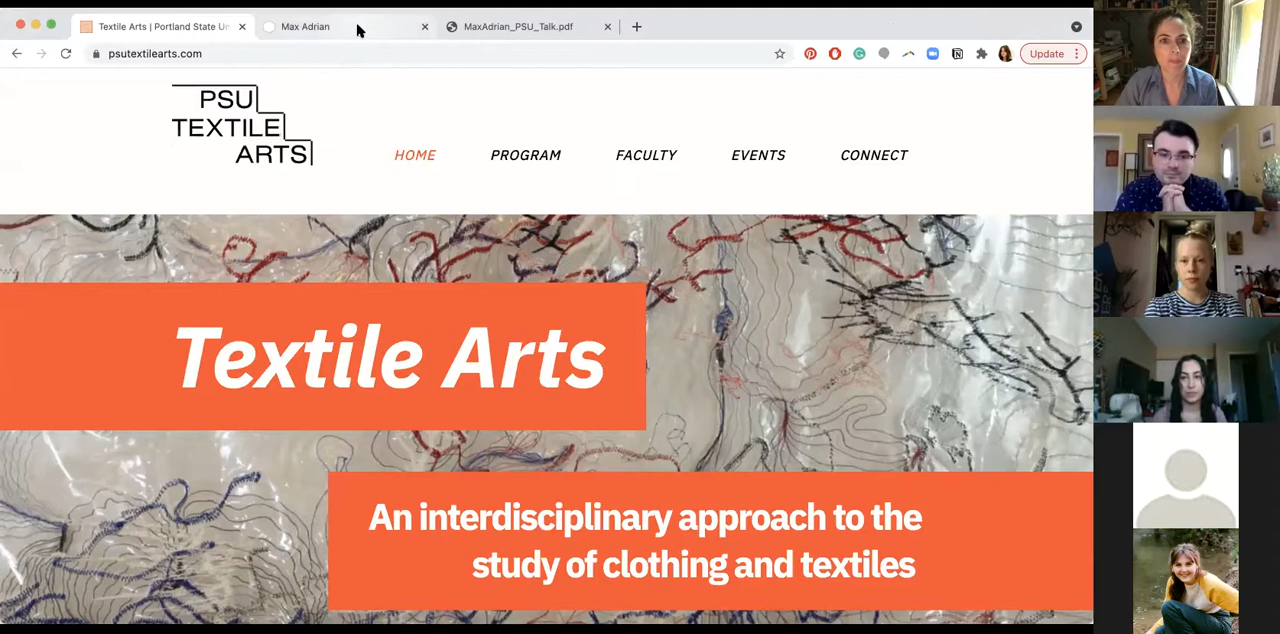 Textile Arts | Portland State Un
Max Adrian
MaxAdrian_PSU_Talk.pdf
psutextilearts.com
Update
PSU
TEXTILE
ARTS
HOME
PROGRAM
FACULTY
EVENTS
CONNECT
Textile Arts
An interdisciplinary approach to the
study of clothing and textiles